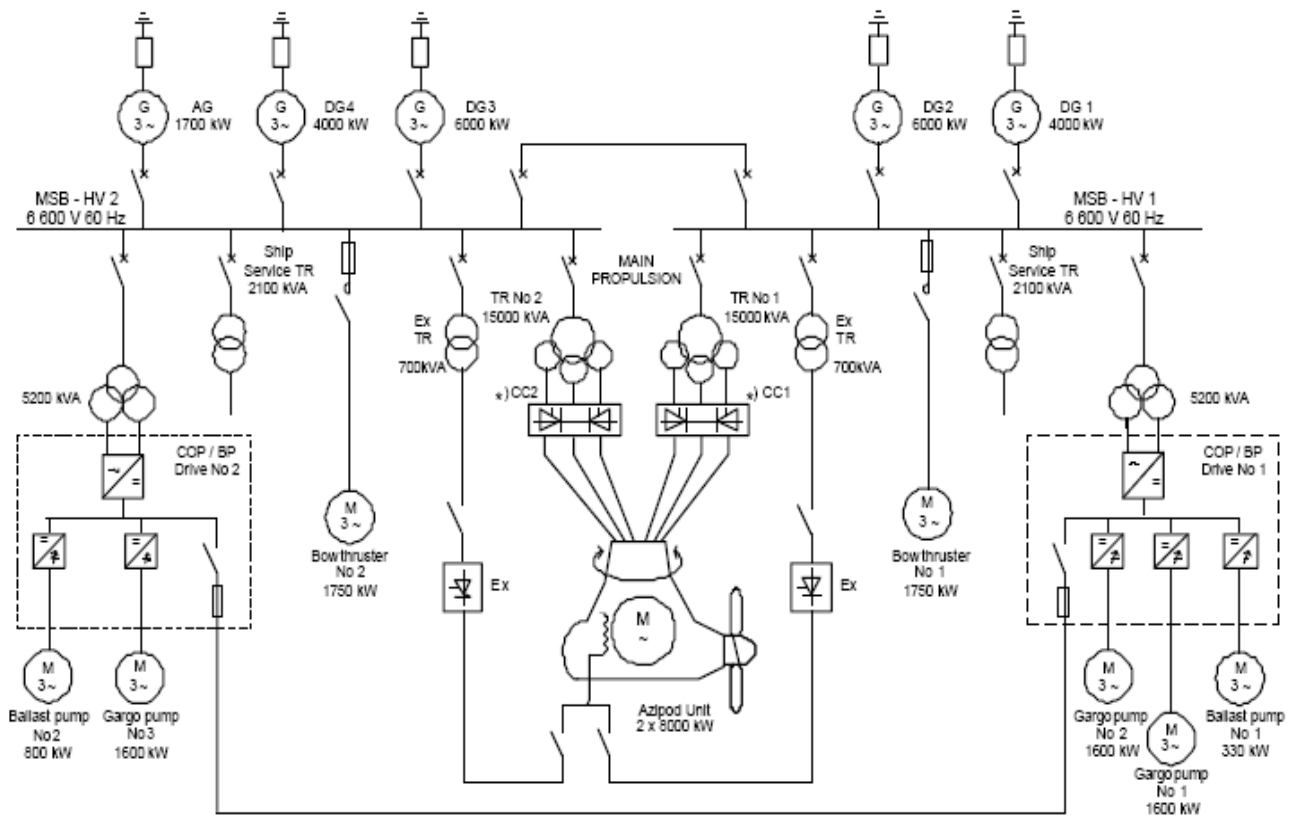 G
3 ~
AG
1700 kW
G
3 ~
DG4
4000 kW
G
3 ~
DG3
6000 kW
G
3 ~
DG2
6000 kW
G
3 ~
DG 1
4000 kW
MSB - HV 2
6 600 V 60 Hz
MSB - HV 1
6 600 V 60 Hz
Ship
Service TR
2100 kVA
MAIN
PROPULSION
Ship
Service TR
2100 kVA
TR No 2
15000 kVA
TR No 1
15000 kVA
Ex
TR
700kVA
Ex
TR
700kVA
*) CC2
*) CC1
5200 kVA
5200 kVA
COP / BP
Drive No 2
~
=
COP / BP
Drive No 1
~
=
M
3 ~
Bow thruster
No 2
1750 kW
M
3 ~
Bow thruster
No 1
1750 kW
=
=
=
=
=
Ex
Ex
M
~
Azipod Unit
2 x 8000 kW
M
3 ~
Ballast pump
No2
800 kW
M
3 ~
Gargo pump
No3
1600 kW
M
3 ~
Gargo pump
No 2
1600 kW
M
3 ~
Gargo pump
No 1
1600 kW
M
3 ~
Ballast pump
No 1
330 kW